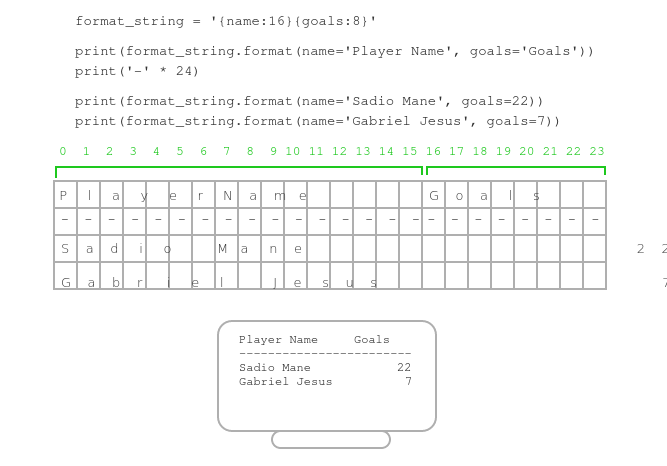 format_string = '{name:16}{goals:8}'
print(format_string.format(name='Player Name', goals='Goals'))
print('-' * 24)
print(format_string.format(name='Sadio Mane', goals=22))
print(format_string.format(name='Gabriel Jesus', goals=7))
0 1 2 3 4 5 6 7 8 9 10 11 12 13 14 15 16 17 18 19 20 21 22 23
P l a y e r N a m e G o a l s
- - - - - - - - - - - - - - - - - - - - - - - -
S a d i o M a n e 2 2
G a b r i e l J e s u s 7
Player Name Goals
------------------------
Sadio Mane 22
Gabriel Jesus 7